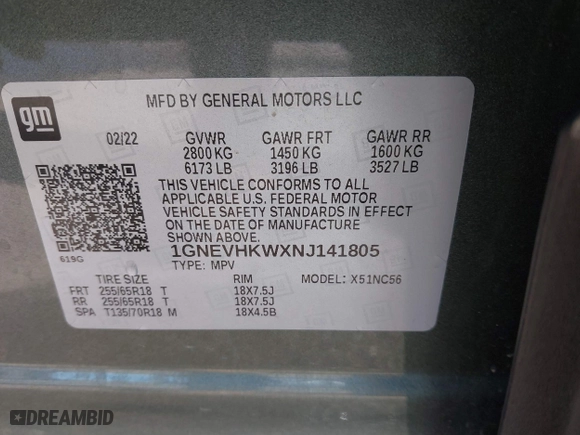 gm
MFD BY GENERAL MOTORS LLC
02/22 GVWR GAWR FRT GAWR RR
2800 KG 1450 KG 1600 KG
6173 LB 3196 LB 3527 LB
THIS VEHICLE CONFORMS TO ALL
APPLICABLE U.S. FEDERAL MOTOR
VEHICLE SAFETY STANDARDS IN EFFECT
ON THE DATE OF MANUFACTURE
SHOWN ABOVE.
619G
1GNEVHKWXNJ141805
TYPE: MPV
TIRE SIZE RIM MODEL: X51NC56
FRT 255/65R18 T 18X7.5J
RR 255/65R18 T 18X7.5J
SPA T135/70R18 M 18X4.5B
DREAMBID